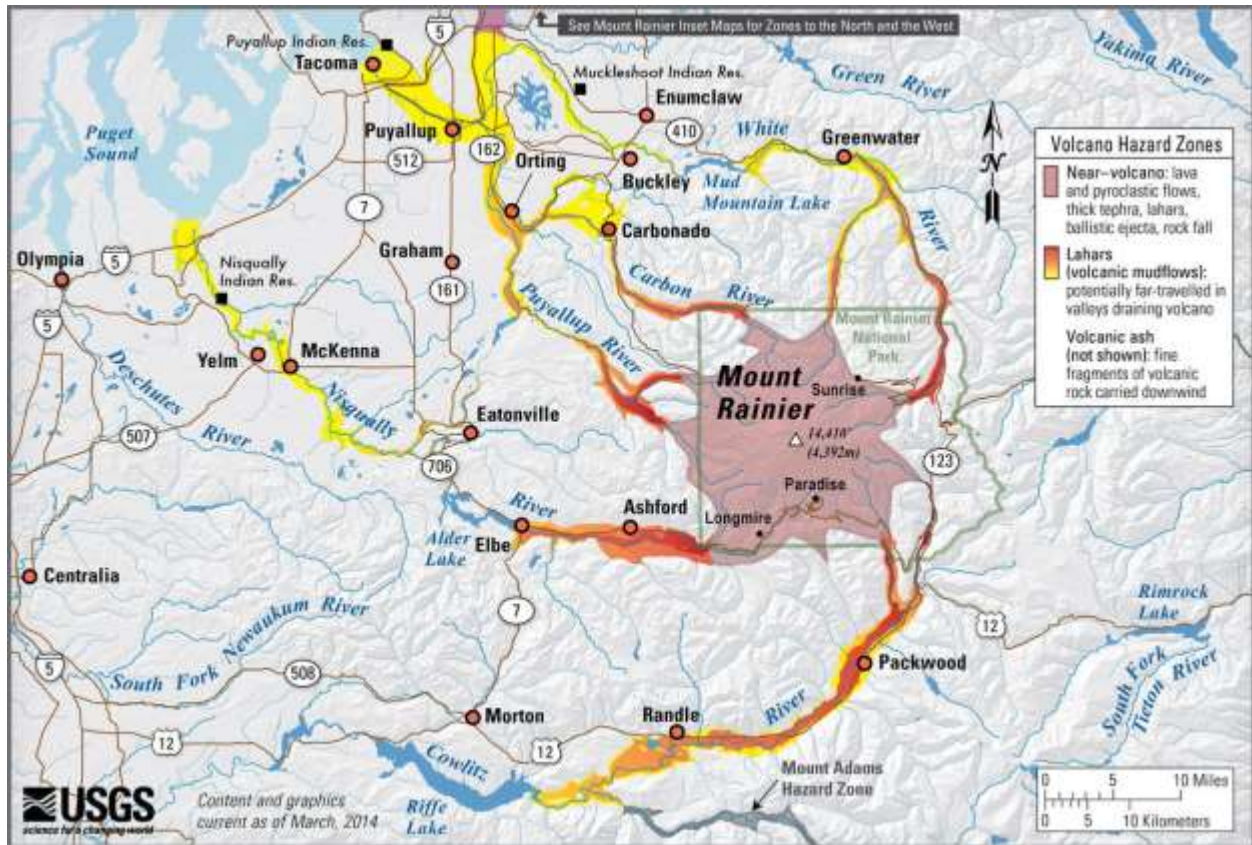 See Mount Rainier Inset Maps for Zones to the North and the West
5
Puyallup Indian Res.
Tacoma
Muckleshoot Indian Res.
Green River
Yakima River
Enumclaw
Puget
Sound
Puyallup
162
410
White
Greenwater
N
512
Orting
Buckley
Mud
Mountain Lake
River
7
Carbonado
Olympia
5
Nisqually
Indian Res.
Graham
161
Carbon River
Puyallup
River
5
Yelm
McKenna
Mount Rainier
National
Park
Deschutes
River
Nisqually
Mount
Rainier
Sunrise
14,410'
(4,392m)
507
Eatonville
706
123
Paradise
River
Ashford
Longmire
Alder
Lake
Elbe
Centralia
7
Rimrock
Lake
12
South Fork Newaukum River
5
508
Packwood
South Fork
Tieton River
Morton
Randle
River
12
12
Cowlitz
Riffe
Lake
Mount Adams
Hazard Zone
Volcano Hazard Zones
Near–volcano: lava
and pyroclastic flows,
thick tephra, lahars,
ballistic ejecta, rock fall
Lahars
(volcanic mudflows):
potentially far-travelled in
valleys draining volcano
Volcanic ash
(not shown): fine
fragments of volcanic
rock carried downwind
0 5 10 Miles
0 5 10 Kilometers
USGS
science for a changing world
Content and graphics
current as of March, 2014